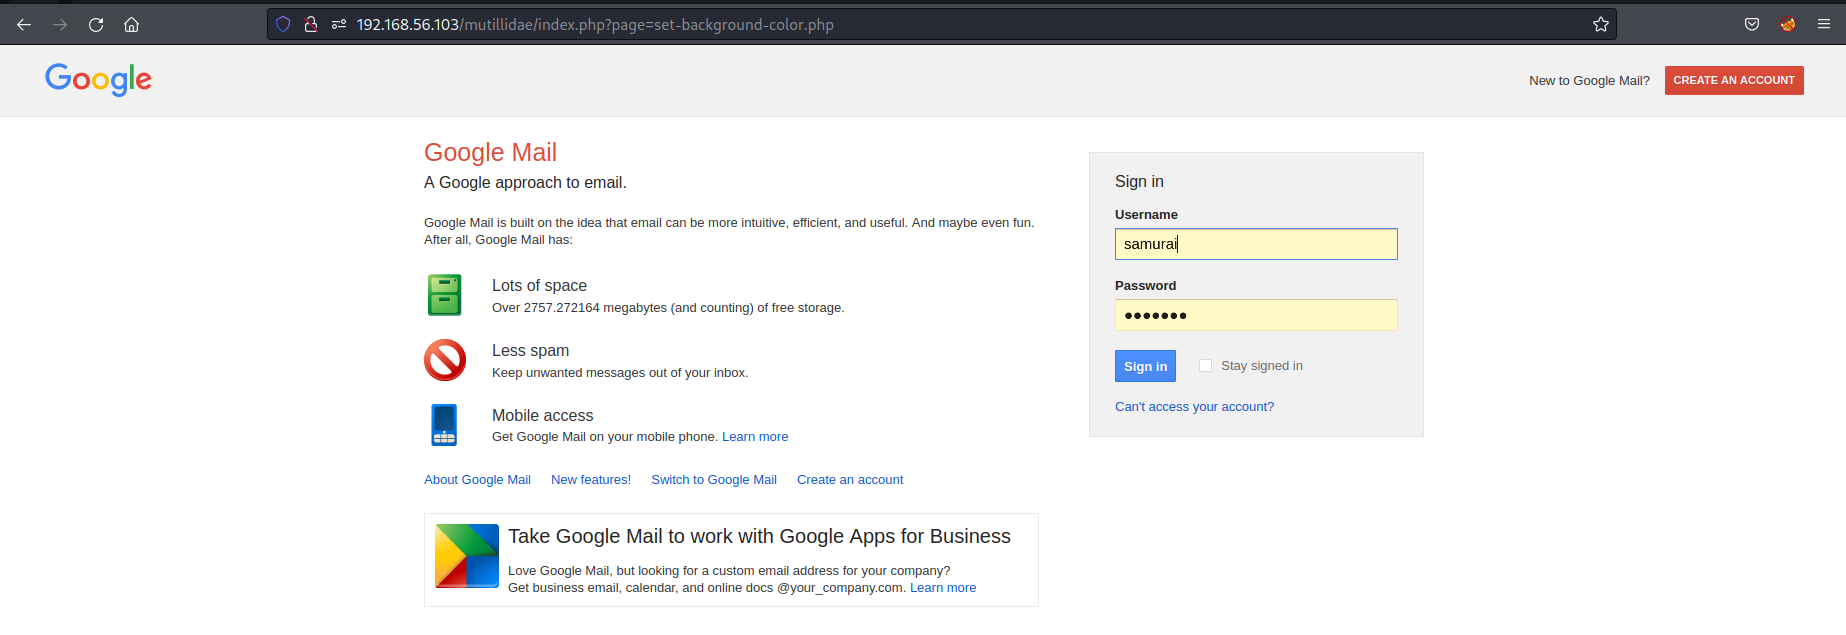 192.168.56.103/mutillidae/index.php?page=set-background-color.php
Google
New to Google Mail? CREATE AN ACCOUNT
Google Mail
A Google approach to email.
Google Mail is built on the idea that email can be more intuitive, efficient, and useful. And maybe even fun.
After all, Google Mail has:
Lots of space
Over 2757.272164 megabytes (and counting) of free storage.
Less spam
Keep unwanted messages out of your inbox.
Mobile access
Get Google Mail on your mobile phone. Learn more
About Google Mail New features! Switch to Google Mail Create an account
Take Google Mail to work with Google Apps for Business
Love Google Mail, but looking for a custom email address for your company?
Get business email, calendar, and online docs @your_company.com. Learn more
Sign in
Username
samurai
Password
•••••••
Sign in Stay signed in
Can't access your account?